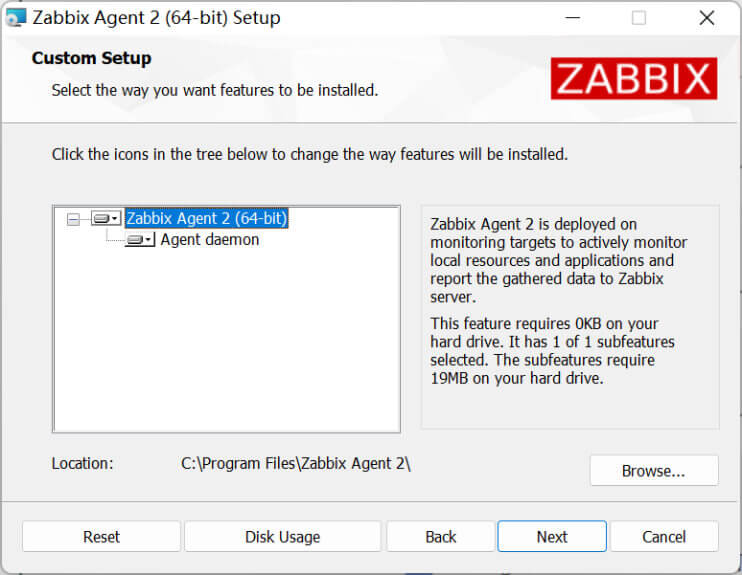 Zabbix Agent 2 (64-bit) Setup
Custom Setup
Select the way you want features to be installed.
ZABBIX
Click the icons in the tree below to change the way features will be installed.
Zabbix Agent 2 (64-bit)
Agent daemon
Zabbix Agent 2 is deployed on
monitoring targets to actively monitor
local resources and applications and
report the gathered data to Zabbix
server.
This feature requires 0KB on your
hard drive. It has 1 of 1 subfeatures
selected. The subfeatures require
19MB on your hard drive.
Location: C:\Program Files\Zabbix Agent 2\
Browse...
Reset Disk Usage Back Next Cancel